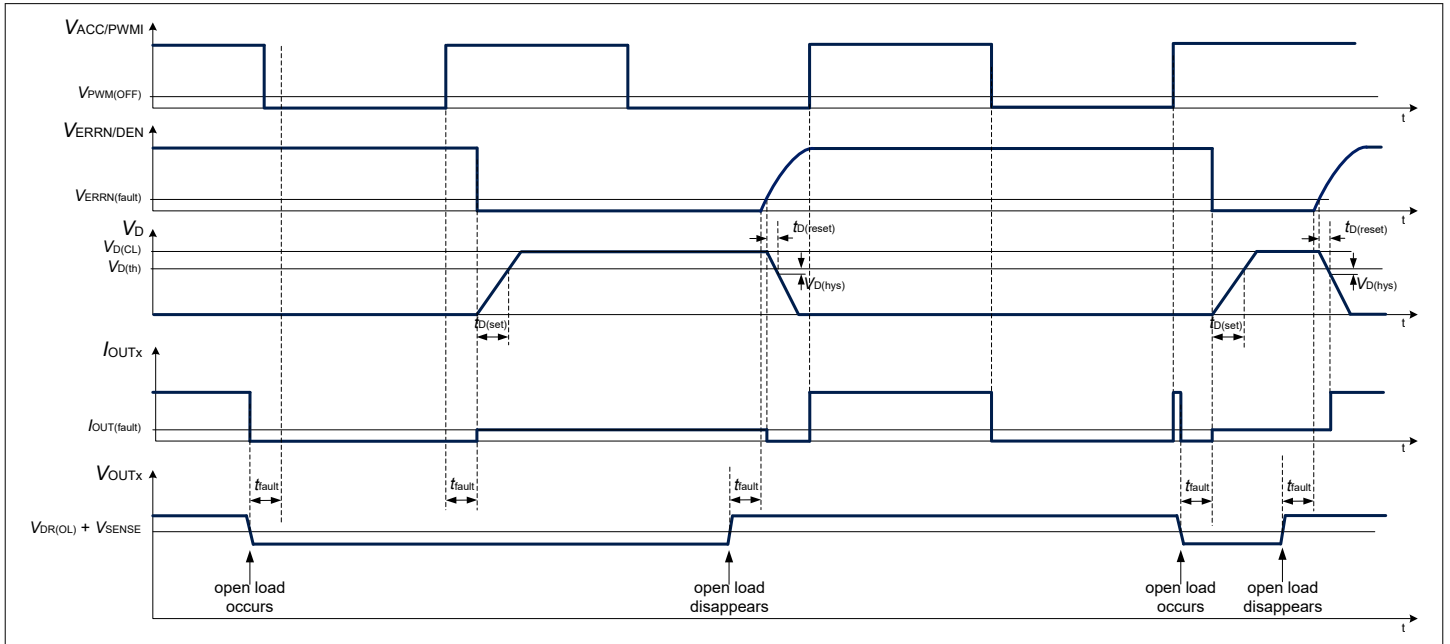 VACC/PWMI
VPWM(OFF)
t
VERRN/DEN
VERRN(fault)
t
VD
tD(reset)
tD(reset)
VD(CL)
VD(th)
VD(hys)
VD(hys)
tD(set)
tD(set)
t
IOUTx
IOUT(fault)
t
VOUTx
tfault
tfault
tfault
tfault
tfault
VDR(OL) + VSENSE
open load
occurs
open load
disappears
open load
occurs
open load
disappears
t